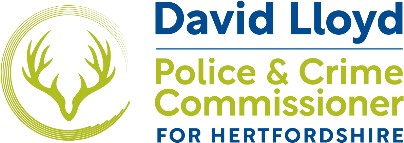 David Lloyd
Police & Crime
Commissioner
FOR HERTFORDSHIRE